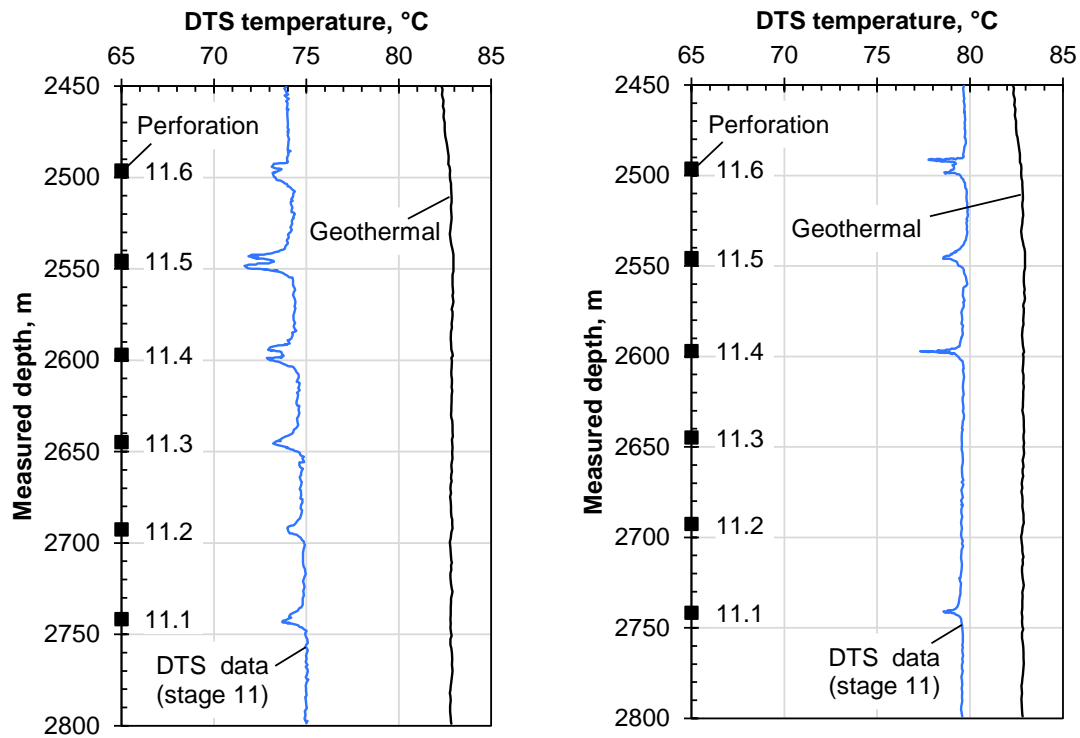 DTS temperature, °C
65 70 75 80 85
Measured depth, m
2450
2500
2550
2600
2650
2700
2750
2800
Perforation
11.6
Geothermal
11.5
11.4
11.3
11.2
11.1
DTS data
(stage 11)
DTS temperature, °C
65 70 75 80 85
Measured depth, m
2450
2500
2550
2600
2650
2700
2750
2800
Perforation
11.6
Geothermal
11.5
11.4
11.3
11.2
11.1
DTS data
(stage 11)